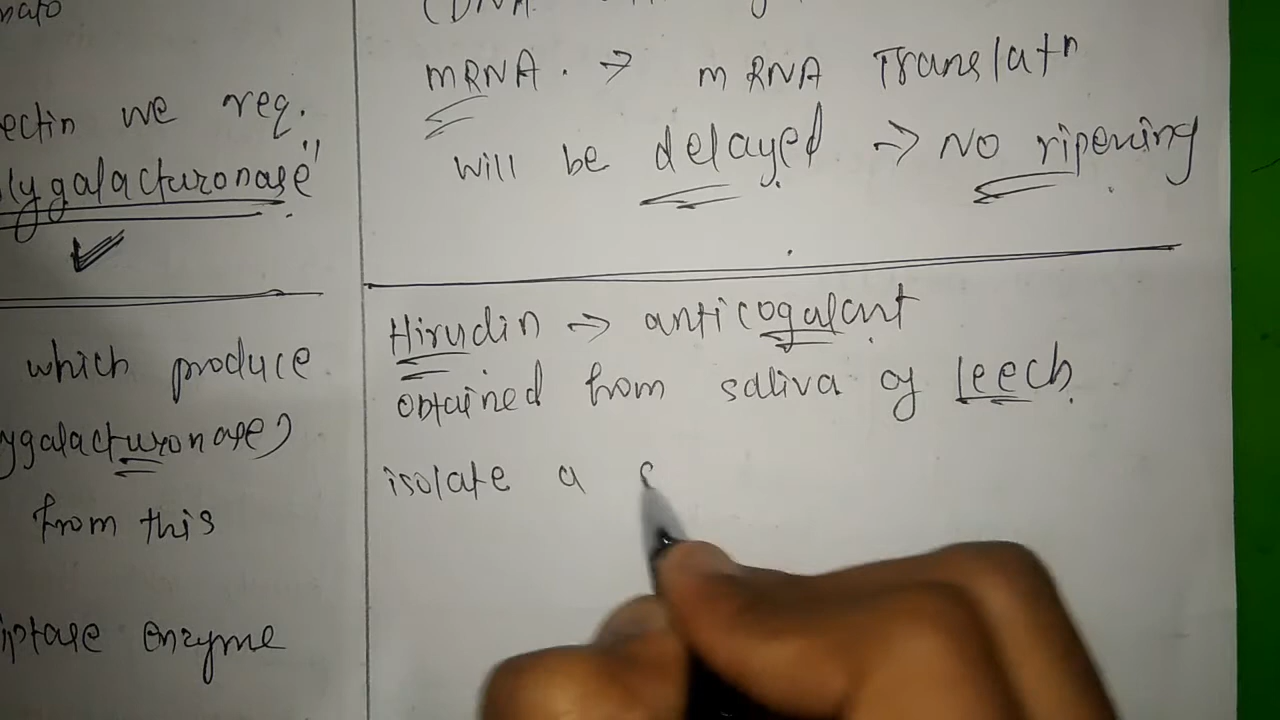 nato
ectin we req.
lygalacturonase"
which produce
ygalacturonase)
from this
iptase enzyme
mRNA. → mRNA Translatⁿ
will be delayed → No ripening
Hirudin → anticogalant
obtained from saliva of leech.
isolate a